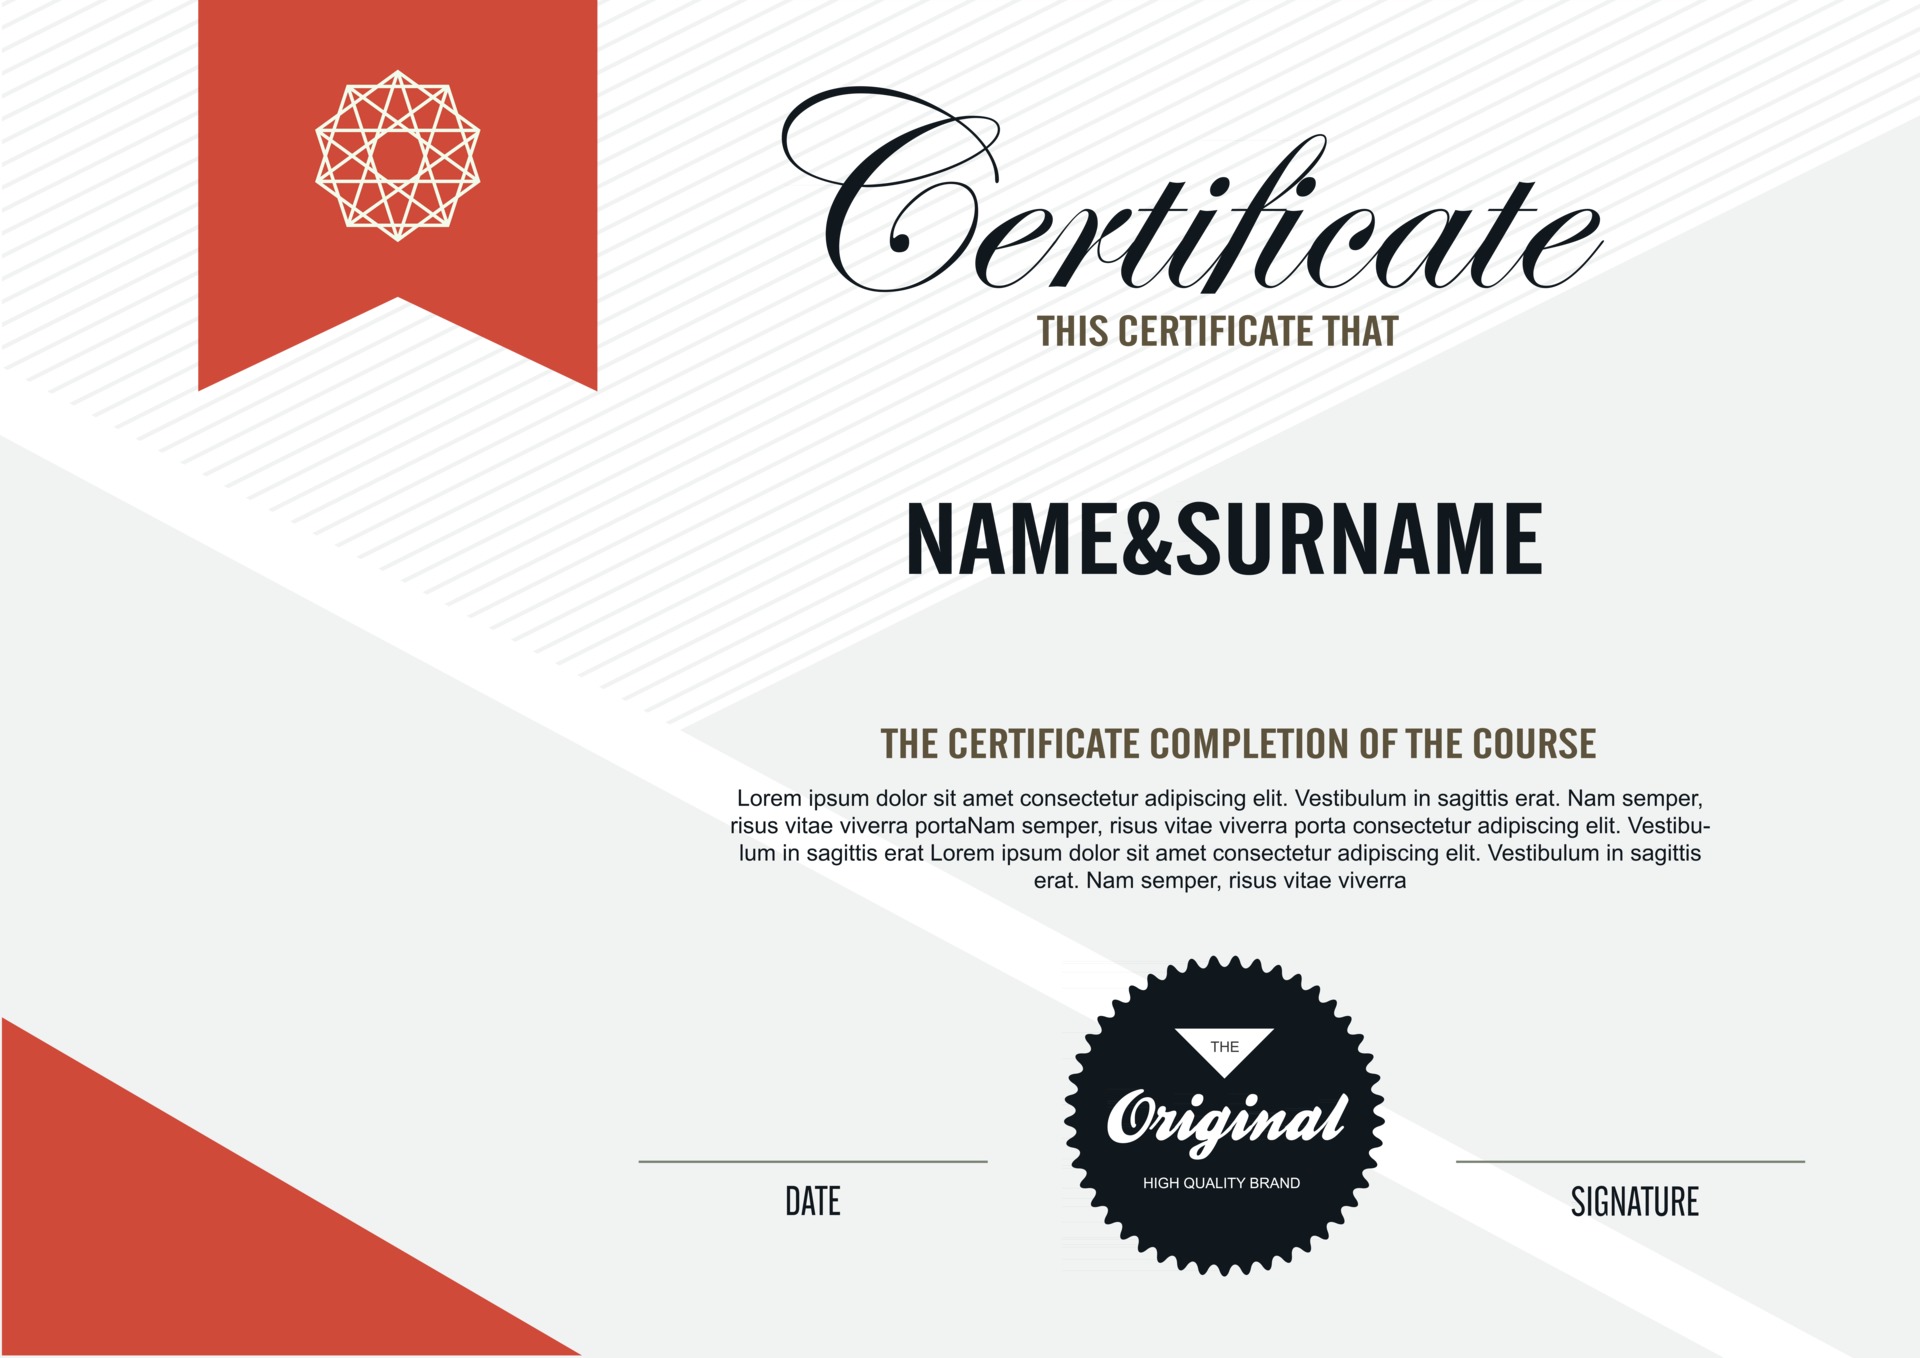 Certificate
THIS CERTIFICATE THAT
NAME&SURNAME
THE CERTIFICATE COMPLETION OF THE COURSE
Lorem ipsum dolor sit amet consectetur adipiscing elit. Vestibulum in sagittis erat. Nam semper,
risus vitae viverra portaNam semper, risus vitae viverra porta consectetur adipiscing elit. Vestibu-
lum in sagittis erat Lorem ipsum dolor sit amet consectetur adipiscing elit. Vestibulum in sagittis
erat. Nam semper, risus vitae viverra
THE
Original
HIGH QUALITY BRAND
DATE
SIGNATURE